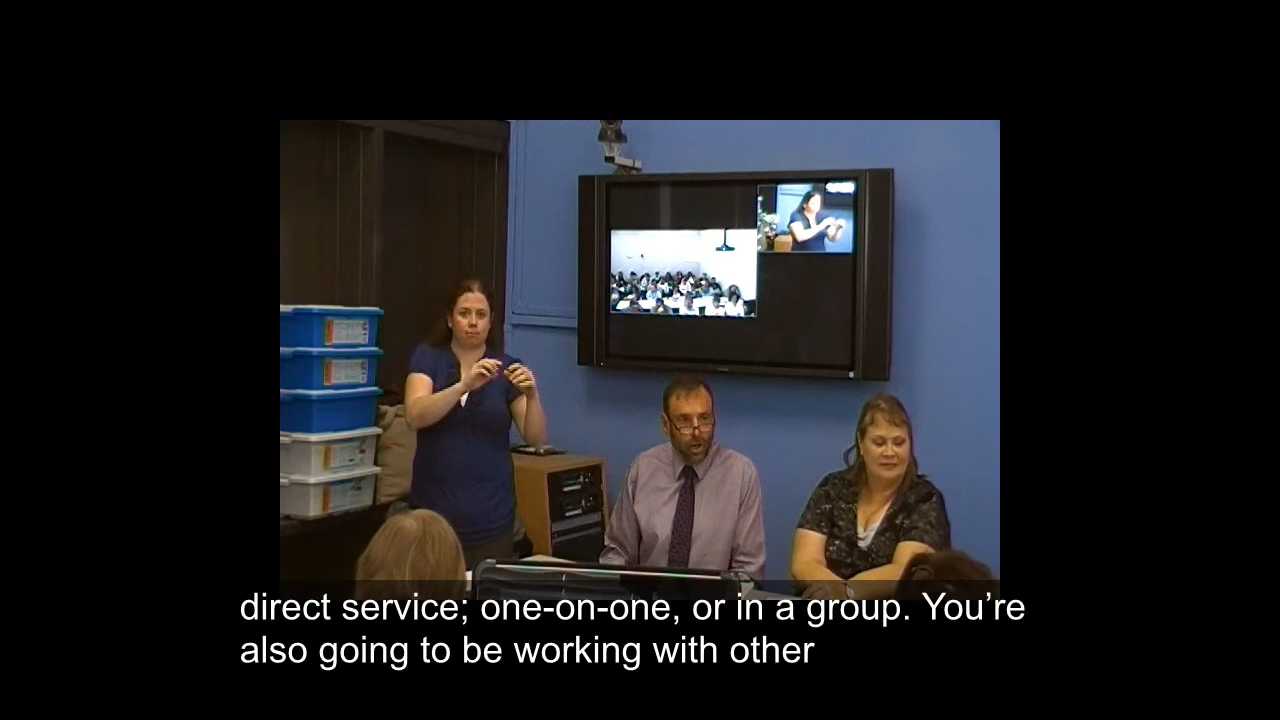 direct service; one-on-one, or in a group. You’re
also going to be working with other